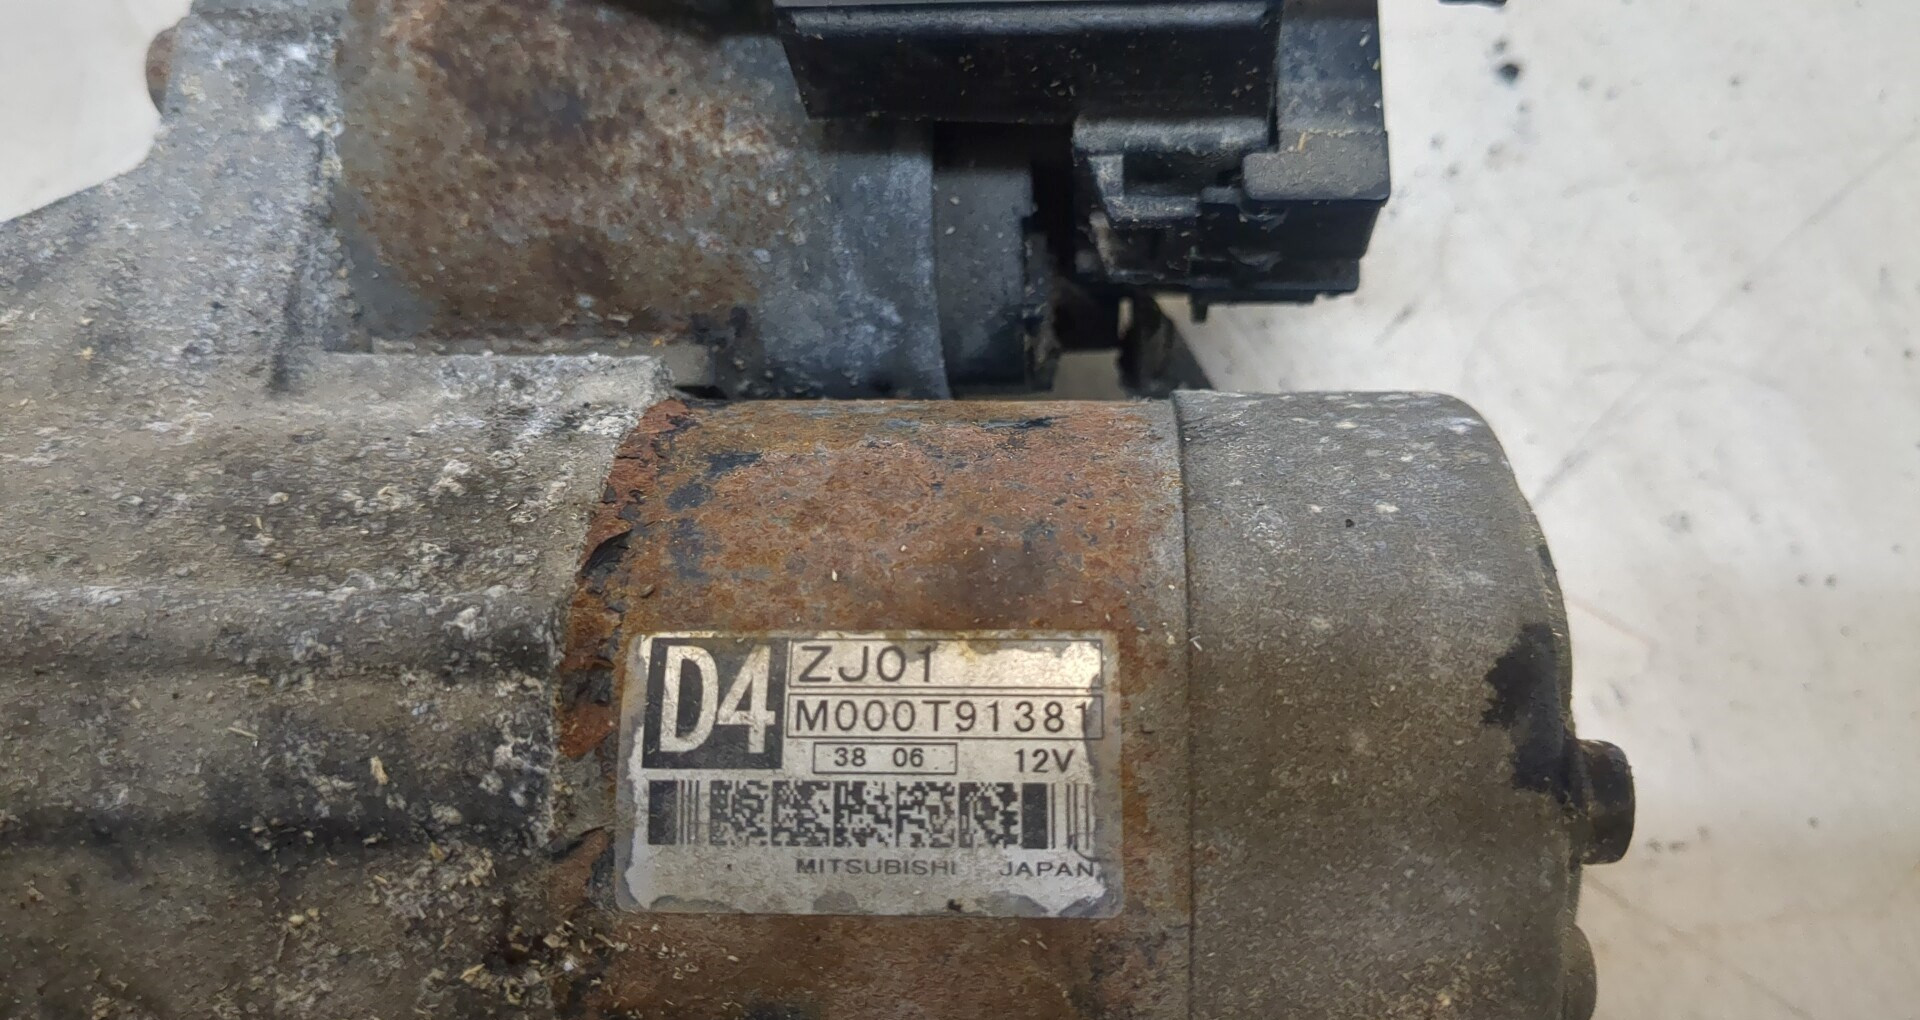 D4
ZJ01
M000T91381
38 06 12V
MITSUBISHI JAPAN